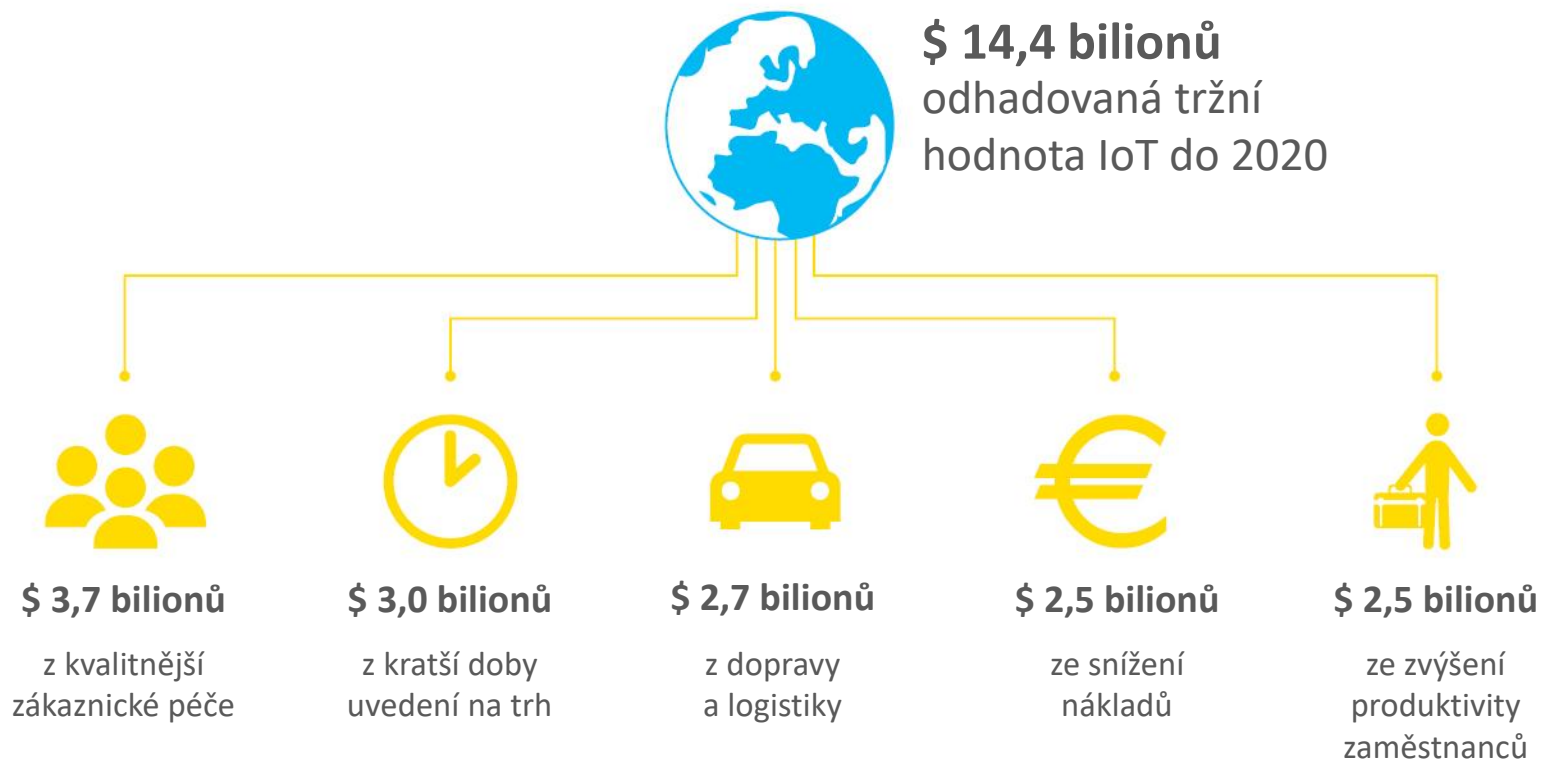 $ 14,4 bilionů
odhadovaná tržní
hodnota IoT do 2020
$ 3,7 bilionů
z kvalitnější
zákaznické péče
$ 3,0 bilionů
z kratší doby
uvedení na trh
$ 2,7 bilionů
z dopravy
a logistiky
$ 2,5 bilionů
ze snížení
nákladů
$ 2,5 bilionů
ze zvýšení
produktivity
zaměstnanců